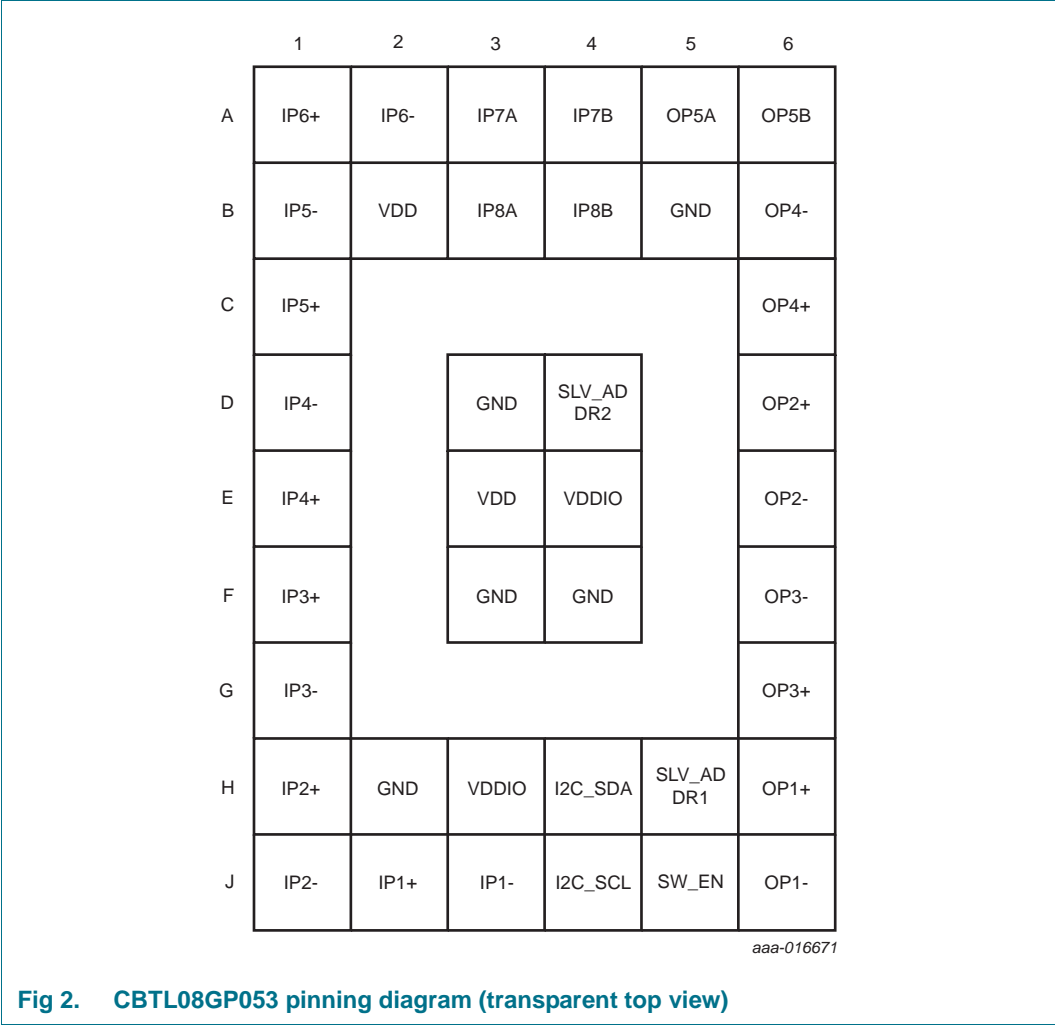 1 2 3 4 5 6
A IP6+ IP6- IP7A IP7B OP5A OP5B
B IP5- VDD IP8A IP8B GND OP4-
C IP5+ OP4+
D IP4- GND SLV_AD
DR2 OP2+
E IP4+ VDD VDDIO OP2-
F IP3+ GND GND OP3-
G IP3- OP3+
H IP2+ GND VDDIO I2C_SDA SLV_AD
DR1 OP1+
J IP2- IP1+ IP1- I2C_SCL SW_EN OP1-
aaa-016671
Fig 2. CBTL08GP053 pinning diagram (transparent top view)